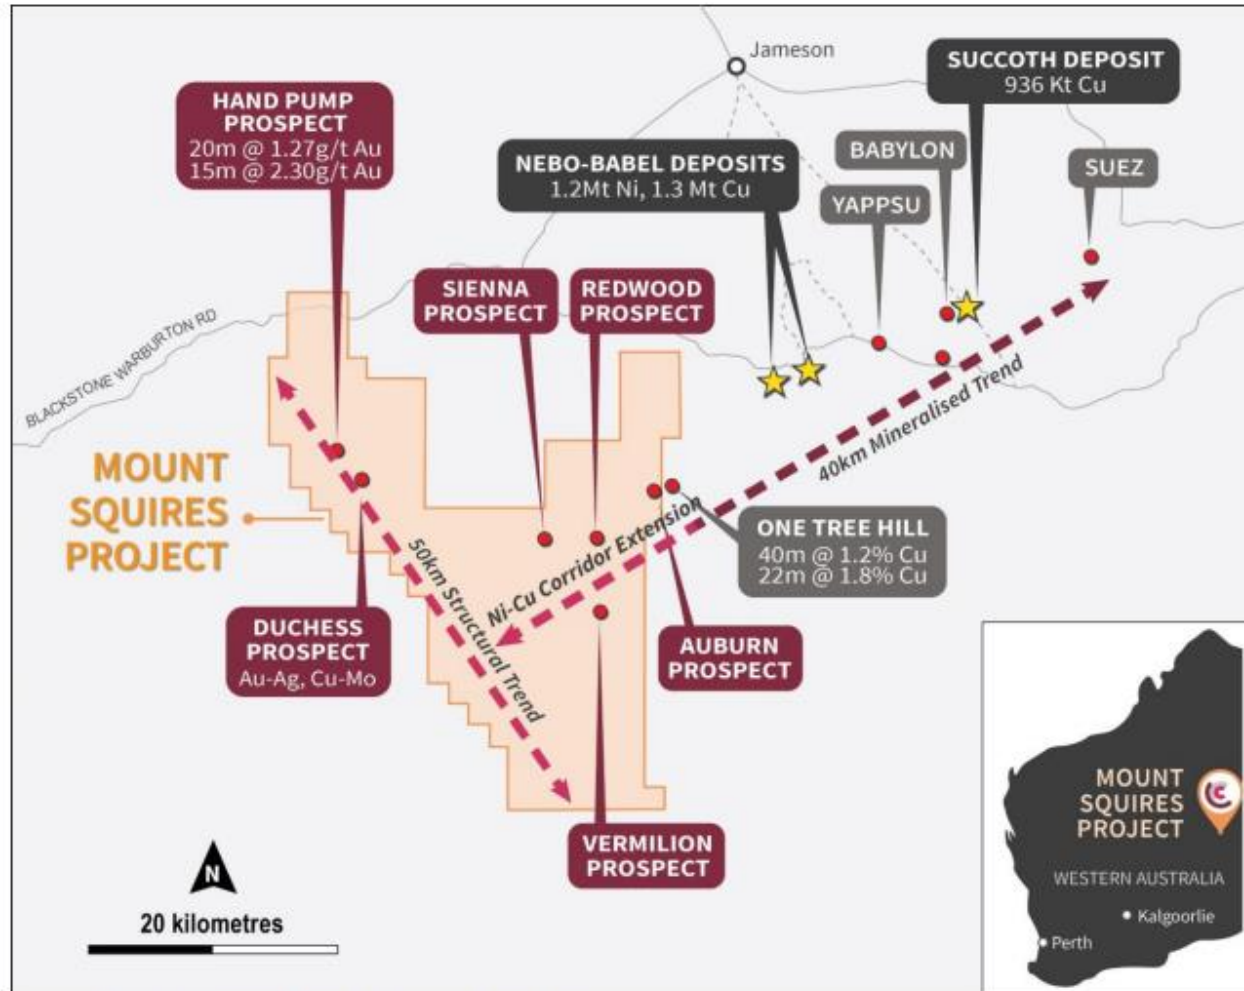 Jameson
SUCCOTH DEPOSIT
936 Kt Cu
HAND PUMP
PROSPECT
20m @ 1.27g/t Au
15m @ 2.30g/t Au
NEBO-BABEL DEPOSITS
1.2Mt Ni, 1.3 Mt Cu
BABYLON
SUEZ
YAPPSU
SIENNA
PROSPECT
REDWOOD
PROSPECT
BLACKSTONE WARBURTON RD
40km Mineralised Trend
MOUNT
SQUIRES
PROJECT
Ni-Cu Corridor Extension
ONE TREE HILL
40m @ 1.2% Cu
22m @ 1.8% Cu
50km Structural Trend
DUCHESS
PROSPECT
Au-Ag, Cu-Mo
AUBURN
PROSPECT
VERMILION
PROSPECT
N
20 kilometres
MOUNT
SQUIRES
PROJECT
WESTERN AUSTRALIA
Kalgoorlie
Perth